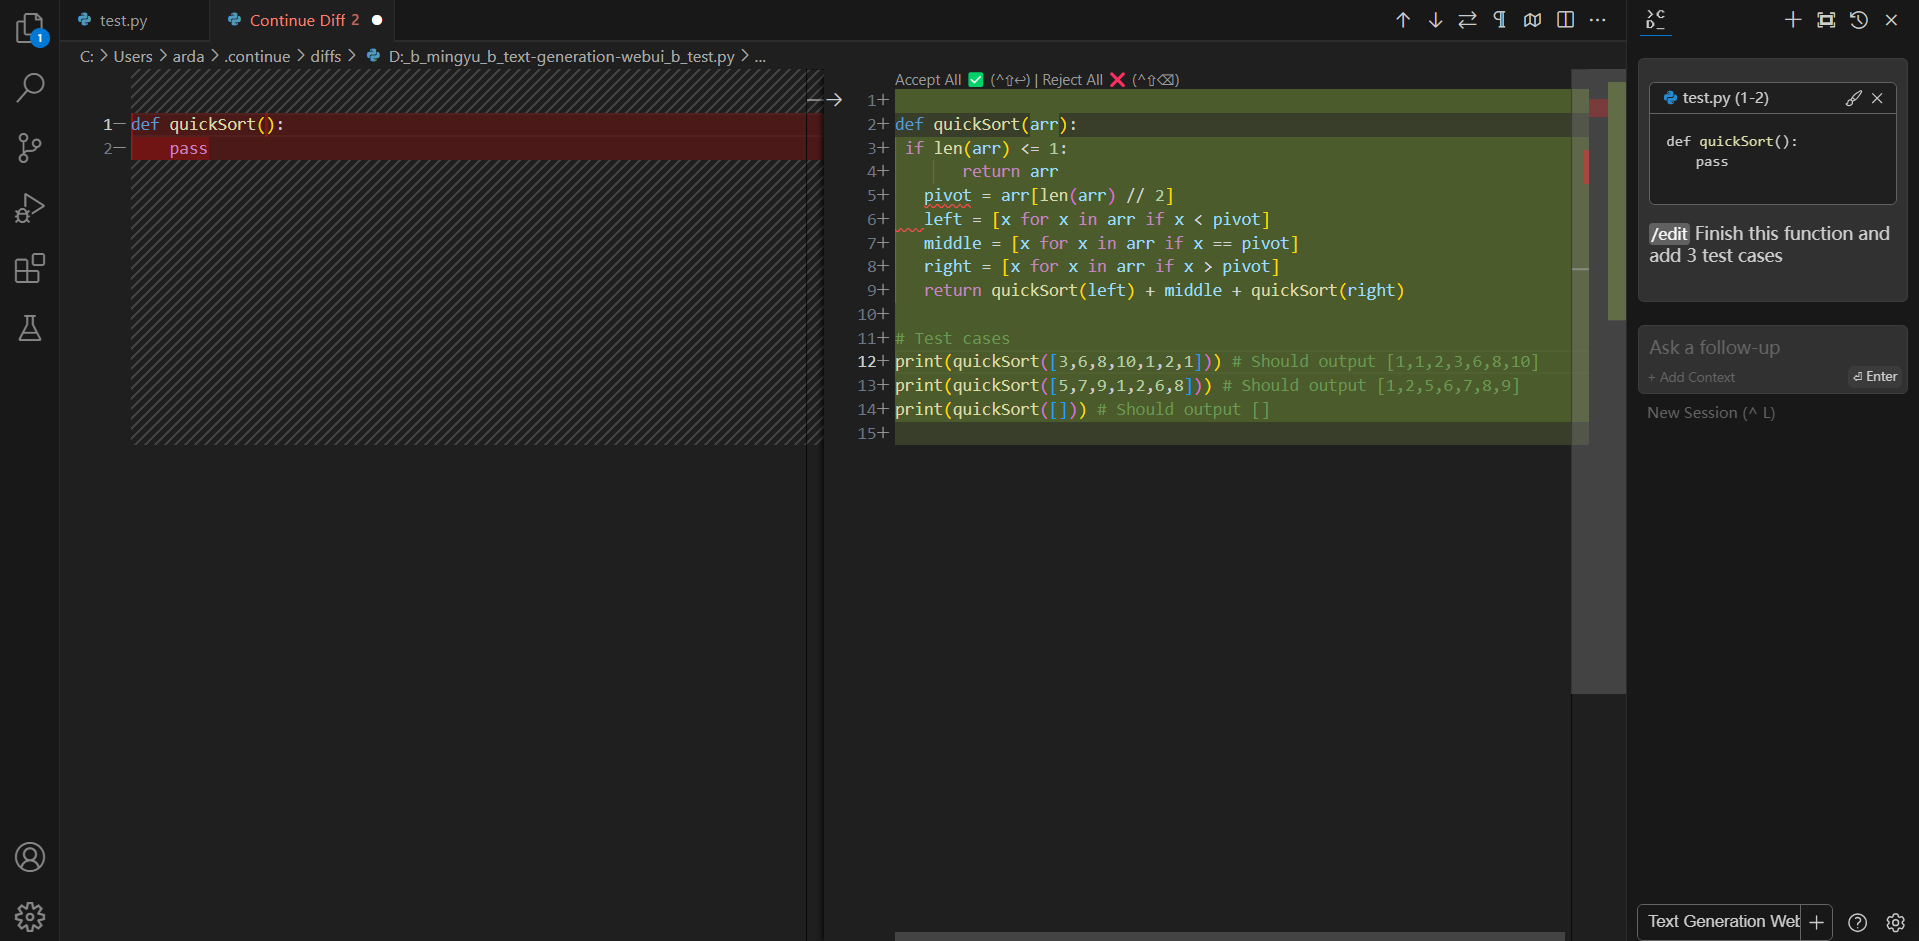 1
test.py
Continue Diff 2
C: > Users > arda > .continue > diffs > D:_b_mingyu_b_text-generation-webui_b_test.py > ...
1− def quickSort():
2−     pass
Accept All ✅ (^⇧↩) | Reject All ❌ (^⇧⌫)
1+
2+ def quickSort(arr):
3+  if len(arr) <= 1:
4+        return arr
5+    pivot = arr[len(arr) // 2]
6+    left = [x for x in arr if x < pivot]
7+    middle = [x for x in arr if x == pivot]
8+    right = [x for x in arr if x > pivot]
9+    return quickSort(left) + middle + quickSort(right)
10+
11+ # Test cases
12+ print(quickSort([3,6,8,10,1,2,1])) # Should output [1,1,2,3,6,8,10]
13+ print(quickSort([5,7,9,1,2,6,8])) # Should output [1,2,5,6,7,8,9]
14+ print(quickSort([])) # Should output []
15+
>C
D_
test.py (1-2)
def quickSort():
    pass
/edit Finish this function and
add 3 test cases
Ask a follow-up
+ Add Context
⏎ Enter
New Session (^ L)
Text Generation Web